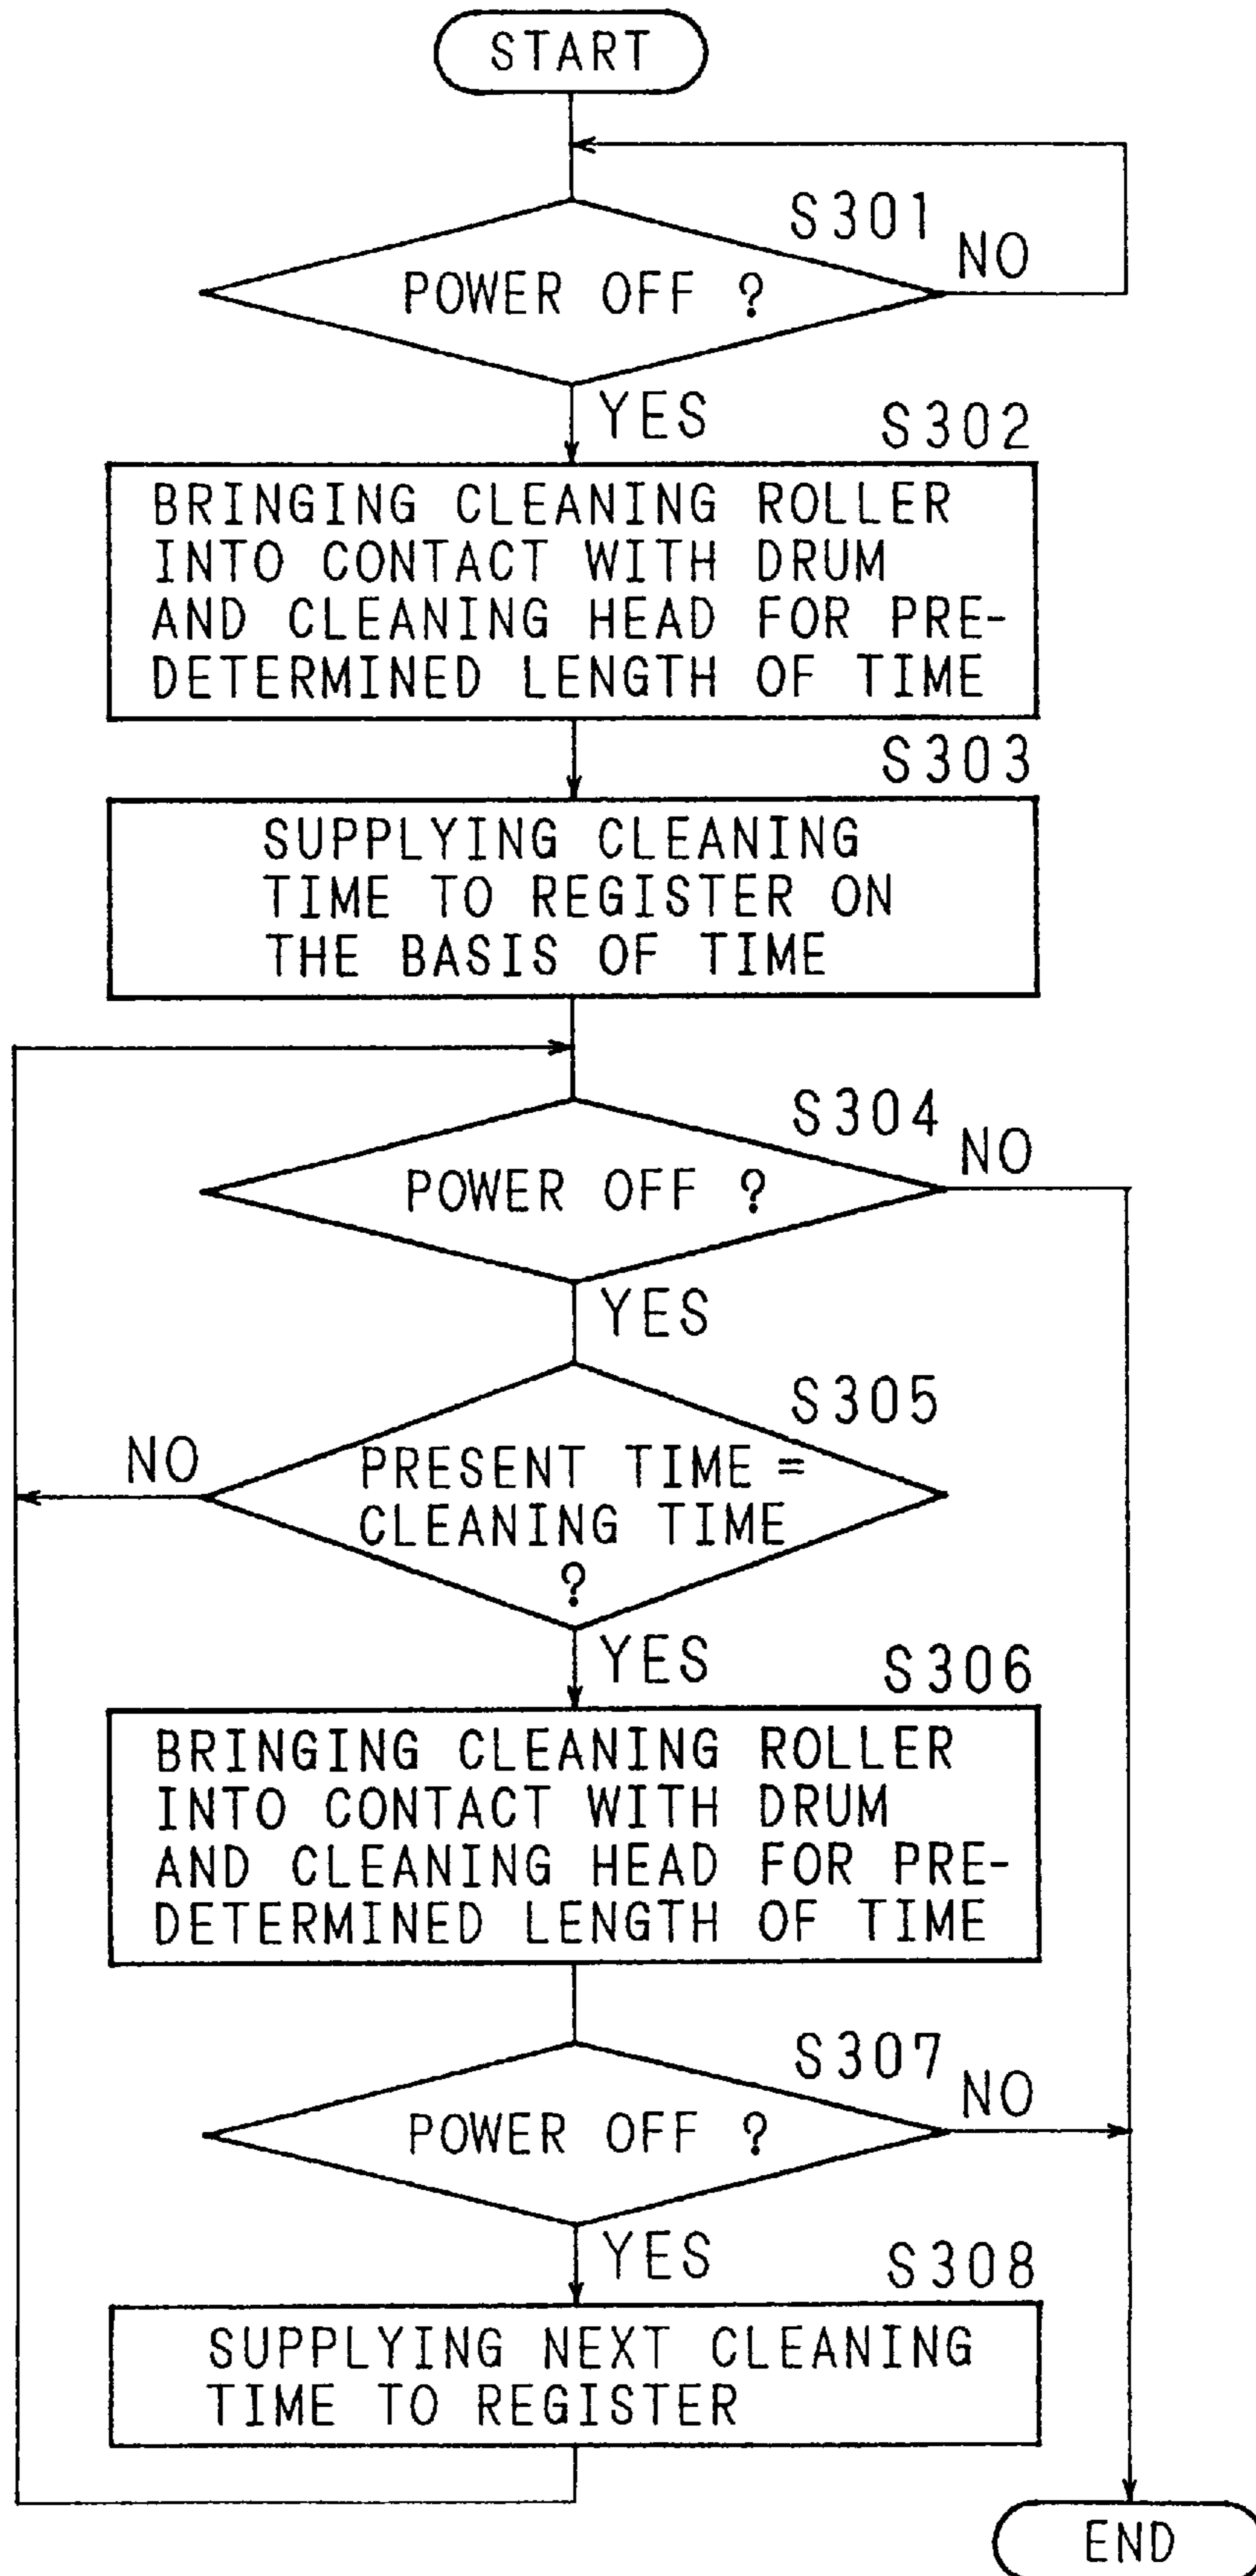 START
S301
NO
POWER OFF ?
YES
S302
BRINGING CLEANING ROLLER
INTO CONTACT WITH DRUM
AND CLEANING HEAD FOR PRE-
DETERMINED LENGTH OF TIME
S303
SUPPLYING CLEANING
TIME TO REGISTER ON
THE BASIS OF TIME
S304
NO
POWER OFF ?
YES
S305
NO
PRESENT TIME =
CLEANING TIME
?
YES
S306
BRINGING CLEANING ROLLER
INTO CONTACT WITH DRUM
AND CLEANING HEAD FOR PRE-
DETERMINED LENGTH OF TIME
S307
NO
POWER OFF ?
YES
S308
SUPPLYING NEXT CLEANING
TIME TO REGISTER
END